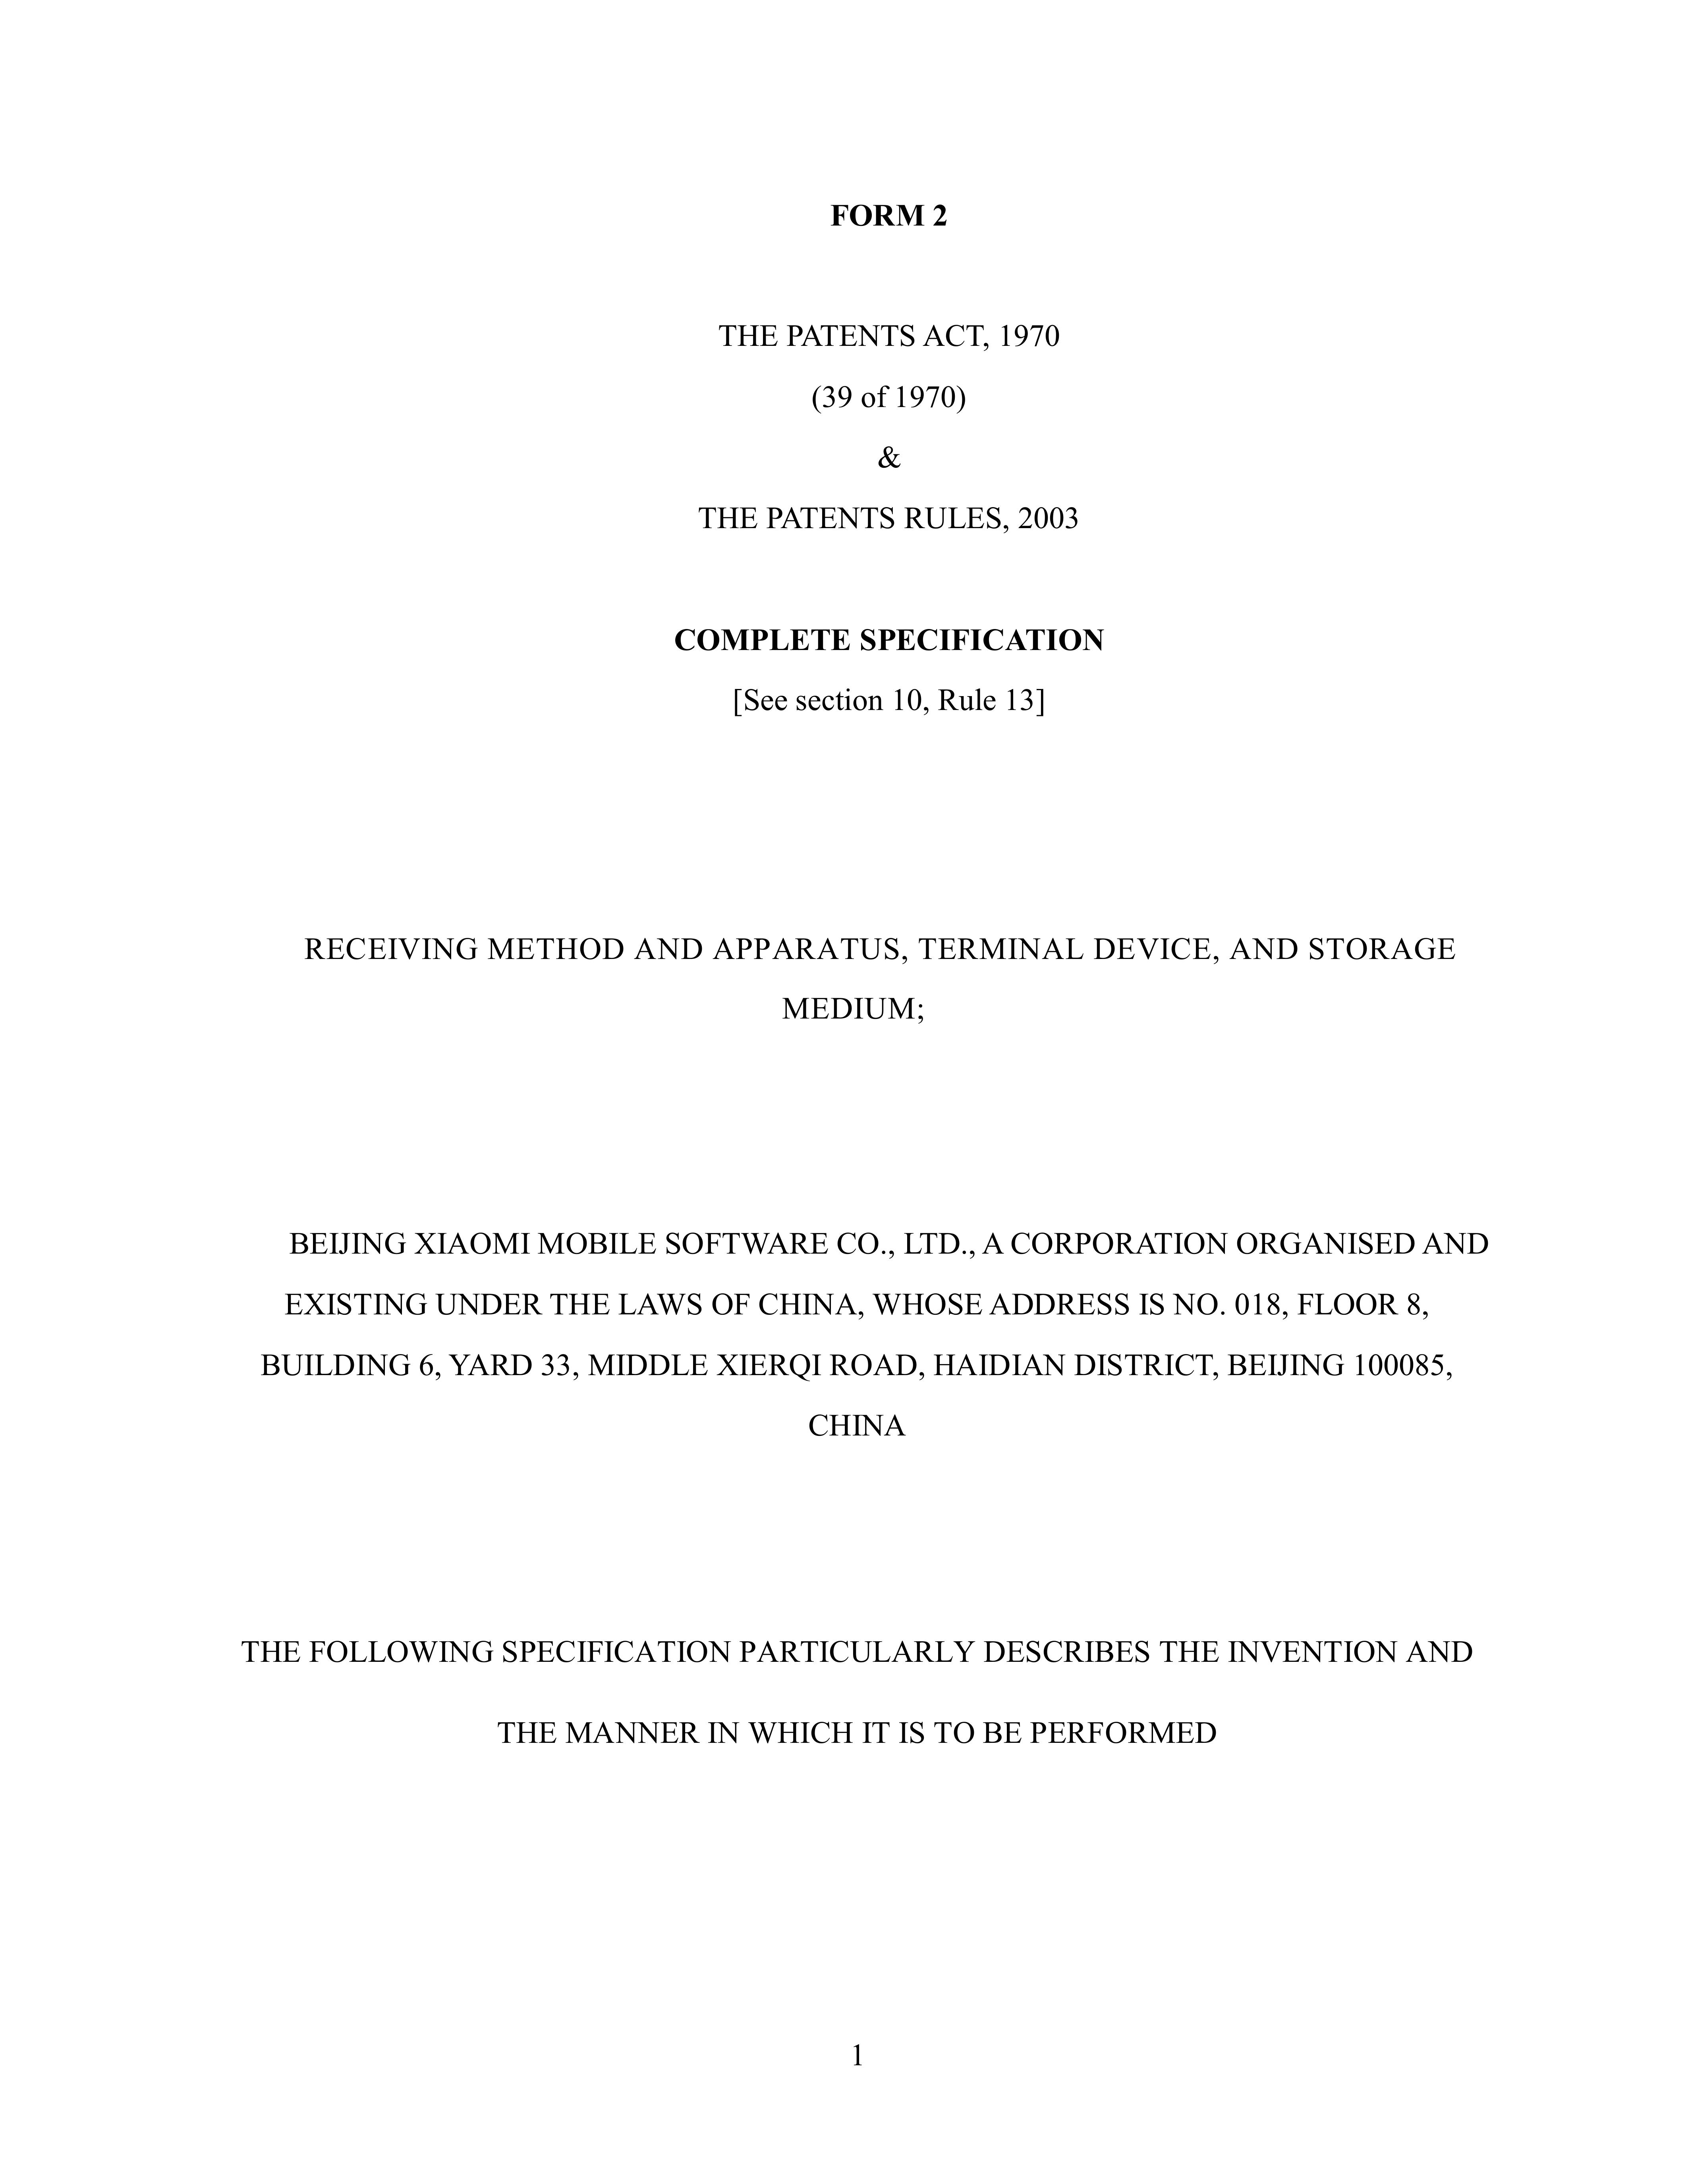 FORM 2
THE PATENTS ACT, 1970
(39 of 1970)
&
THE PATENTS RULES, 2003
COMPLETE SPECIFICATION
[See section 10, Rule 13]
RECEIVING METHOD AND APPARATUS, TERMINAL DEVICE, AND STORAGE
MEDIUM;
BEIJING XIAOMI MOBILE SOFTWARE CO., LTD., A CORPORATION ORGANISED AND
EXISTING UNDER THE LAWS OF CHINA, WHOSE ADDRESS IS NO. 018, FLOOR 8,
BUILDING 6, YARD 33, MIDDLE XIERQI ROAD, HAIDIAN DISTRICT, BEIJING 100085,
CHINA
THE FOLLOWING SPECIFICATION PARTICULARLY DESCRIBES THE INVENTION AND
THE MANNER IN WHICH IT IS TO BE PERFORMED
1